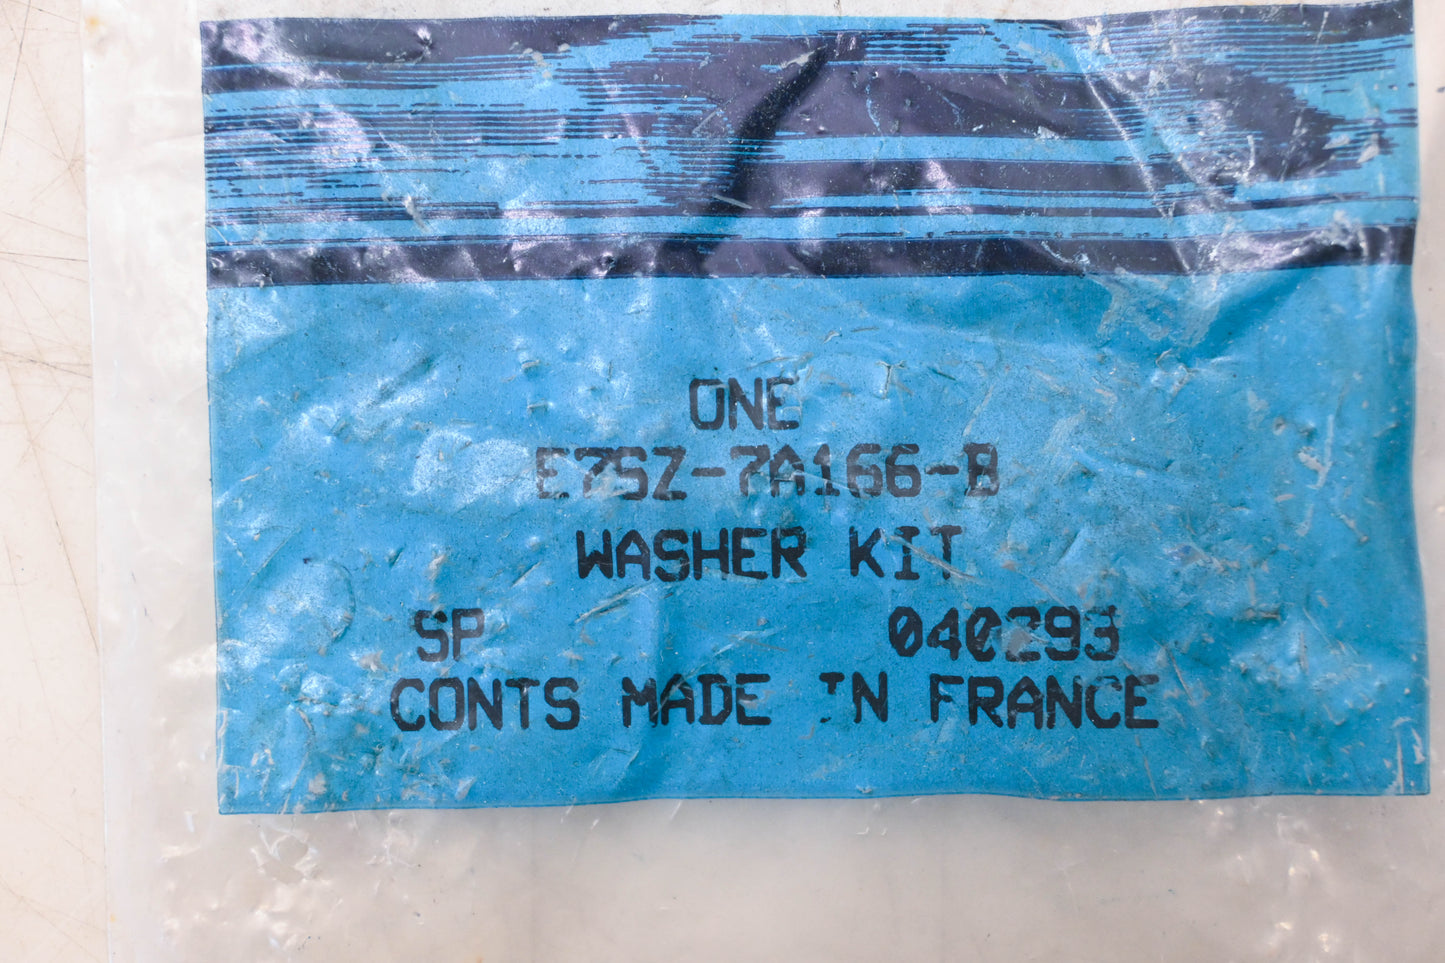 ONE
E7SZ-7A166-B
WASHER KIT
SP 040293
CONTS MADE IN FRANCE